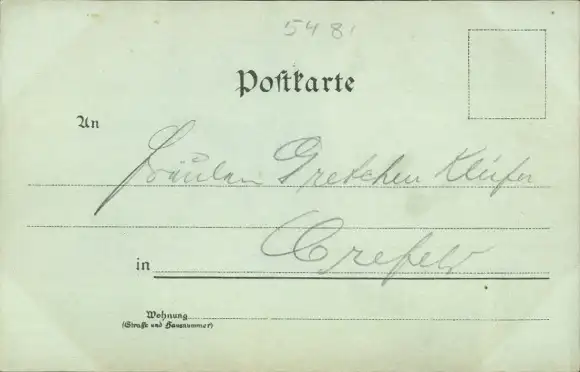 5481
Postkarte
An
Fräulein Gretchen Küfer
in Crefeld
Wohnung
(Straße und Hausnummer)